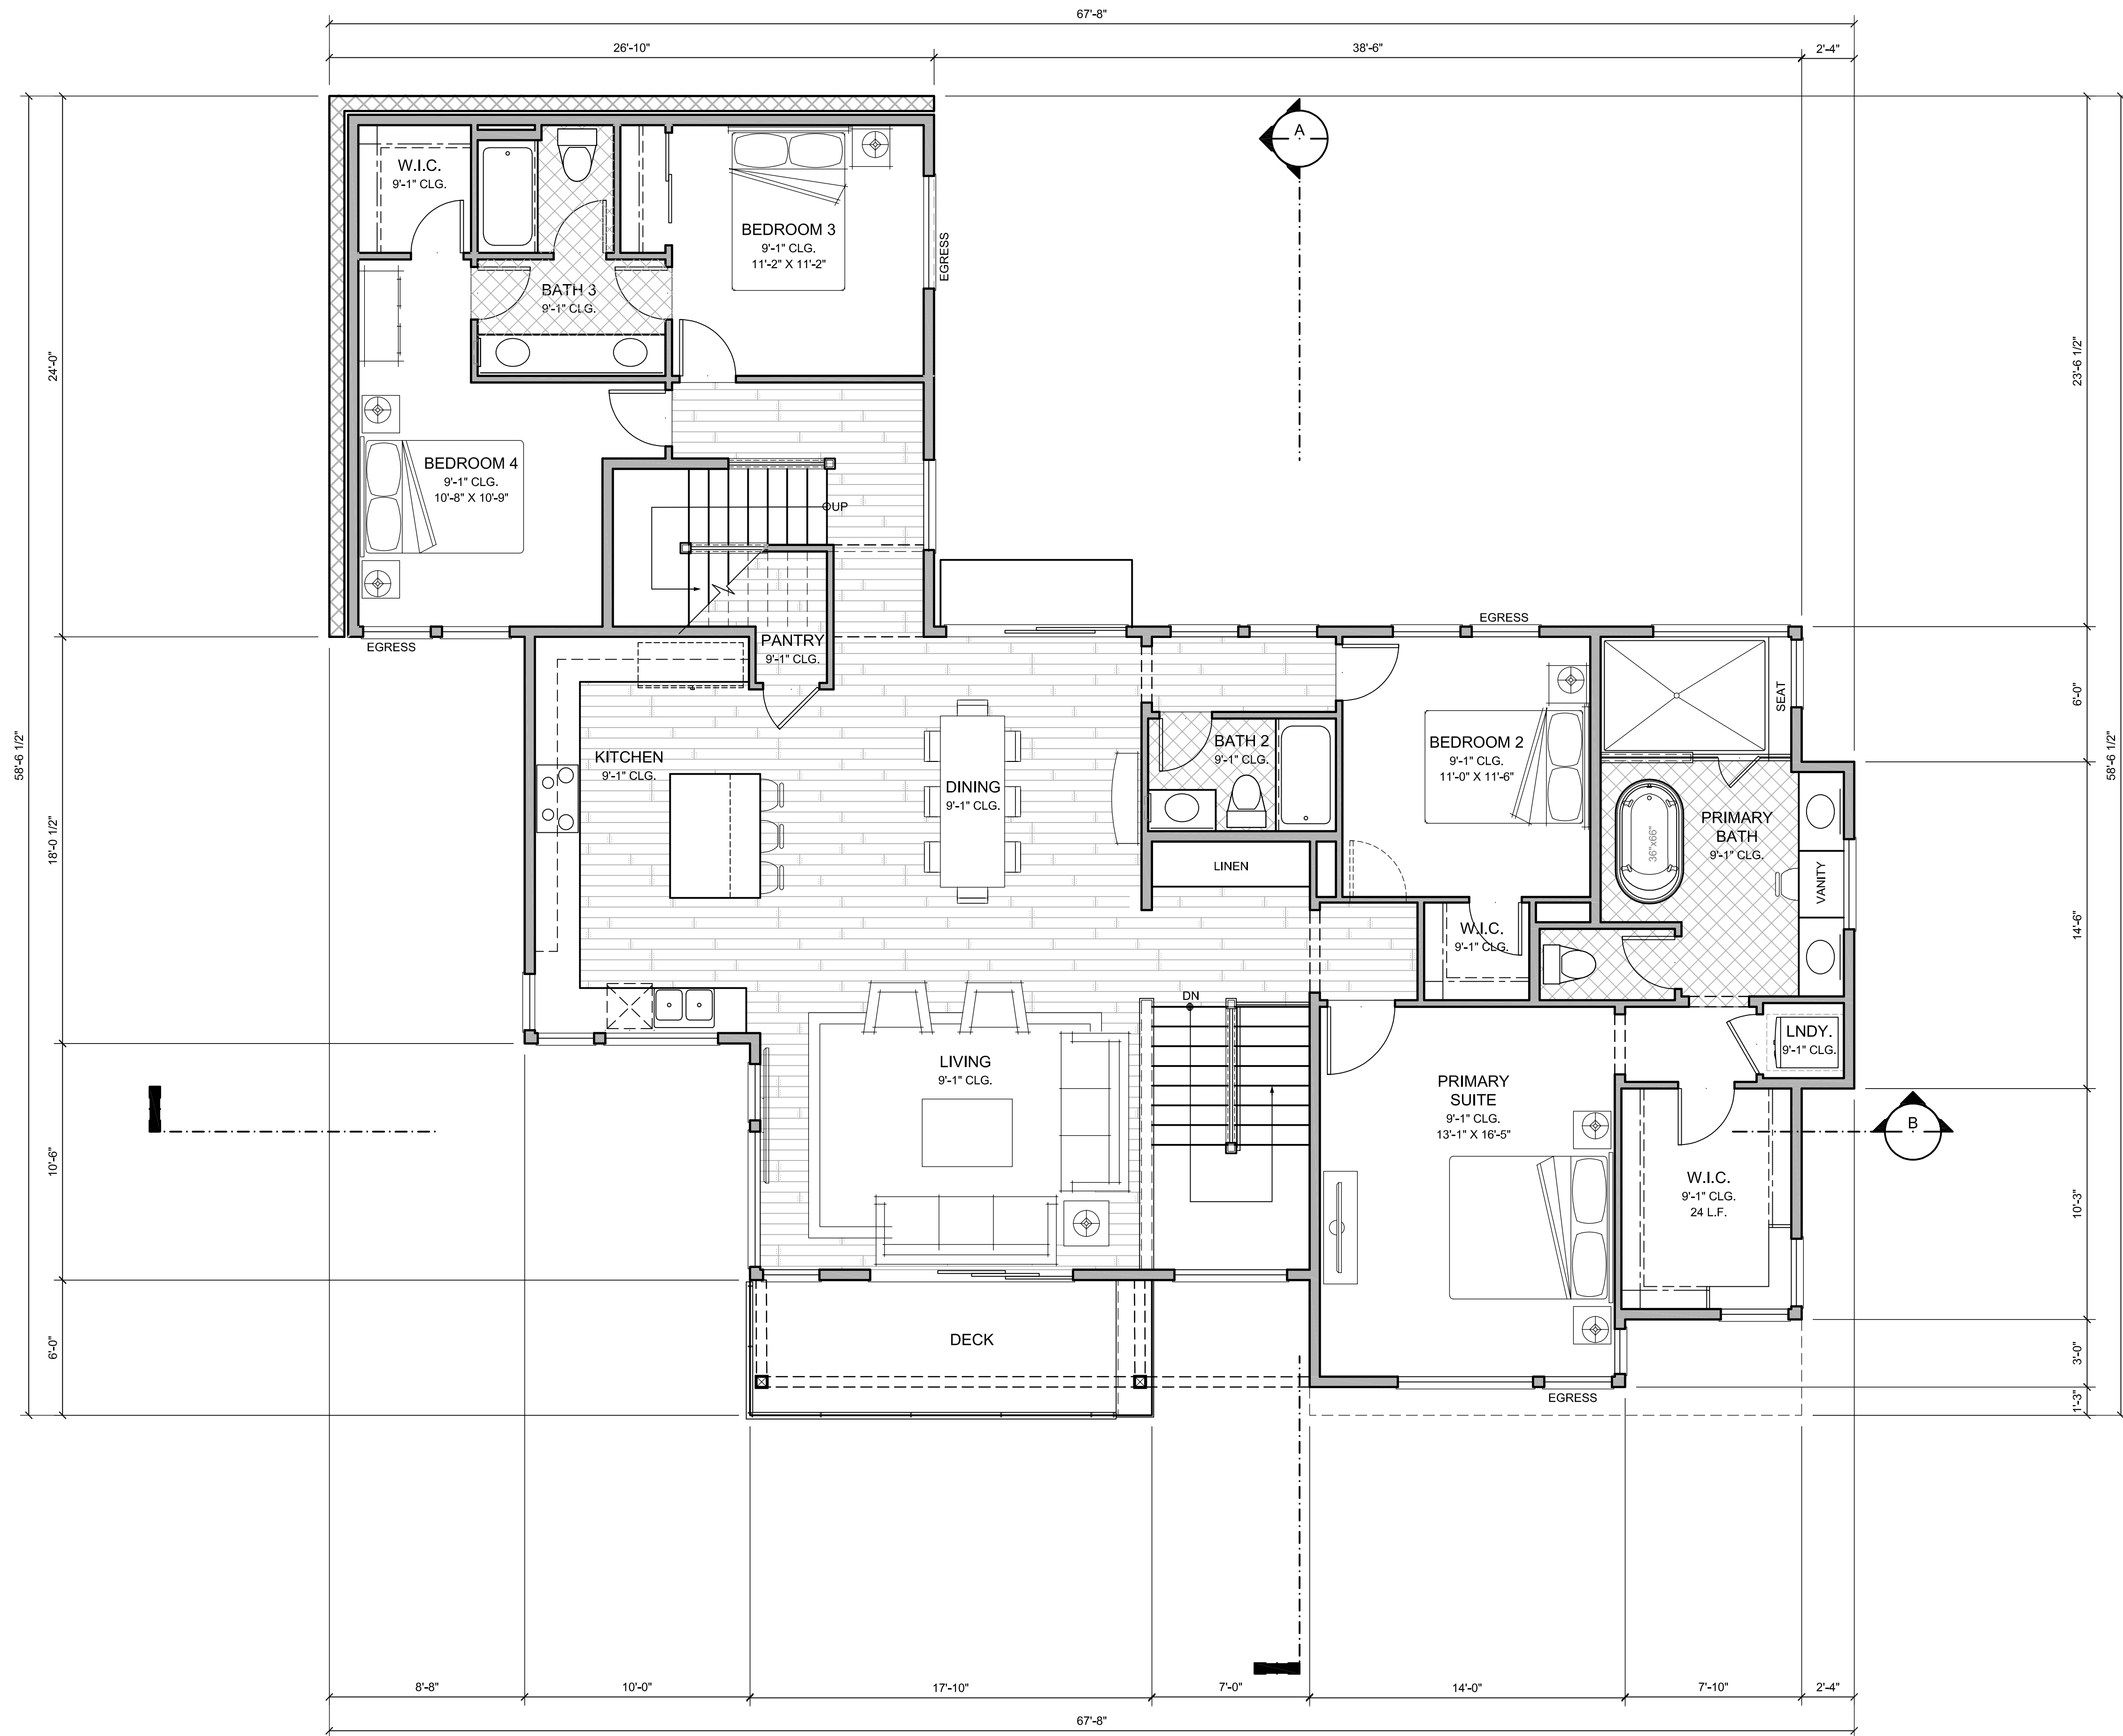 67'-8"
26'-10"
38'-6"
2'-4"
A
W.I.C.
9'-1" CLG.
BEDROOM 3
9'-1" CLG.
11'-2" X 11'-2"
EGRESS
BATH 3
9'-1" CLG.
24'-0"
23'-6 1/2"
BEDROOM 4
9'-1" CLG.
10'-8" X 10'-9"
UP
EGRESS
PANTRY
9'-1" CLG.
EGRESS
SEAT
6'-0"
58'-6 1/2"
58'-6 1/2"
KITCHEN
9'-1" CLG.
DINING
9'-1" CLG.
BATH 2
9'-1" CLG.
BEDROOM 2
9'-1" CLG.
11'-0" X 11'-6"
PRIMARY
BATH
9'-1" CLG.
36"x66"
VANITY
18'-0 1/2"
LINEN
W.I.C.
9'-1" CLG.
14'-6"
DN
LNDY.
9'-1" CLG.
LIVING
9'-1" CLG.
PRIMARY
SUITE
9'-1" CLG.
13'-1" X 16'-5"
B
10'-6"
W.I.C.
9'-1" CLG.
24 L.F.
10'-3"
DECK
6'-0"
3'-0"
EGRESS
1'-3"
8'-8"
10'-0"
17'-10"
7'-0"
14'-0"
7'-10"
2'-4"
67'-8"